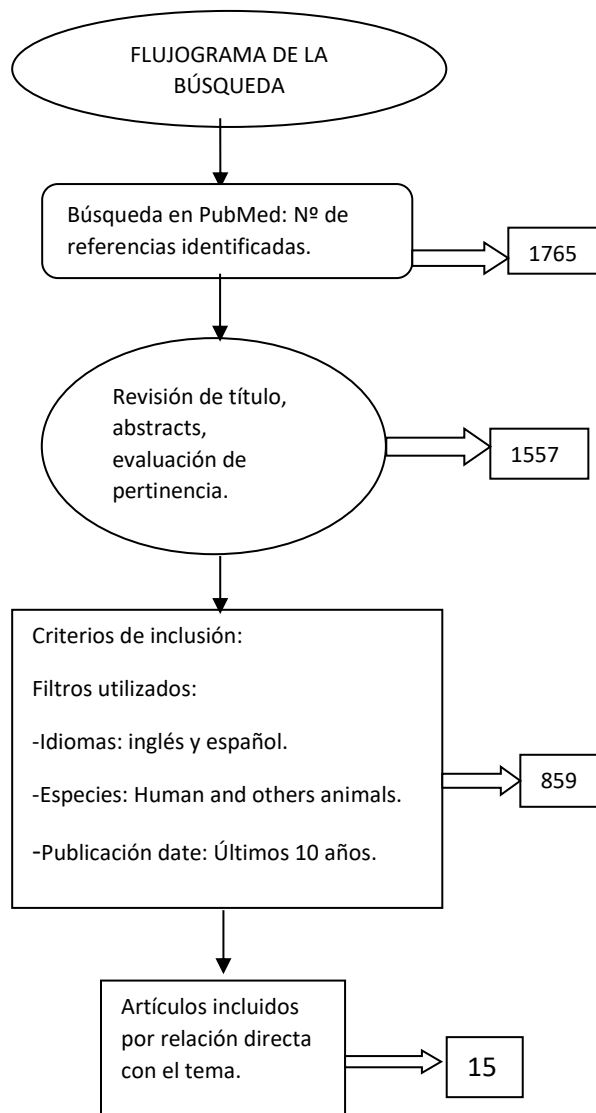 FLUJOGRAMA DE LA
BÚSQUEDA
Búsqueda en PubMed: Nº de
referencias identificadas.
1765
Revisión de título,
abstracts,
evaluación de
pertinencia.
1557
Criterios de inclusión:
Filtros utilizados:
-Idiomas: inglés y español.
-Especies: Human and others animals.
-Publicación date: Últimos 10 años.
859
Artículos incluidos
por relación directa
con el tema.
15